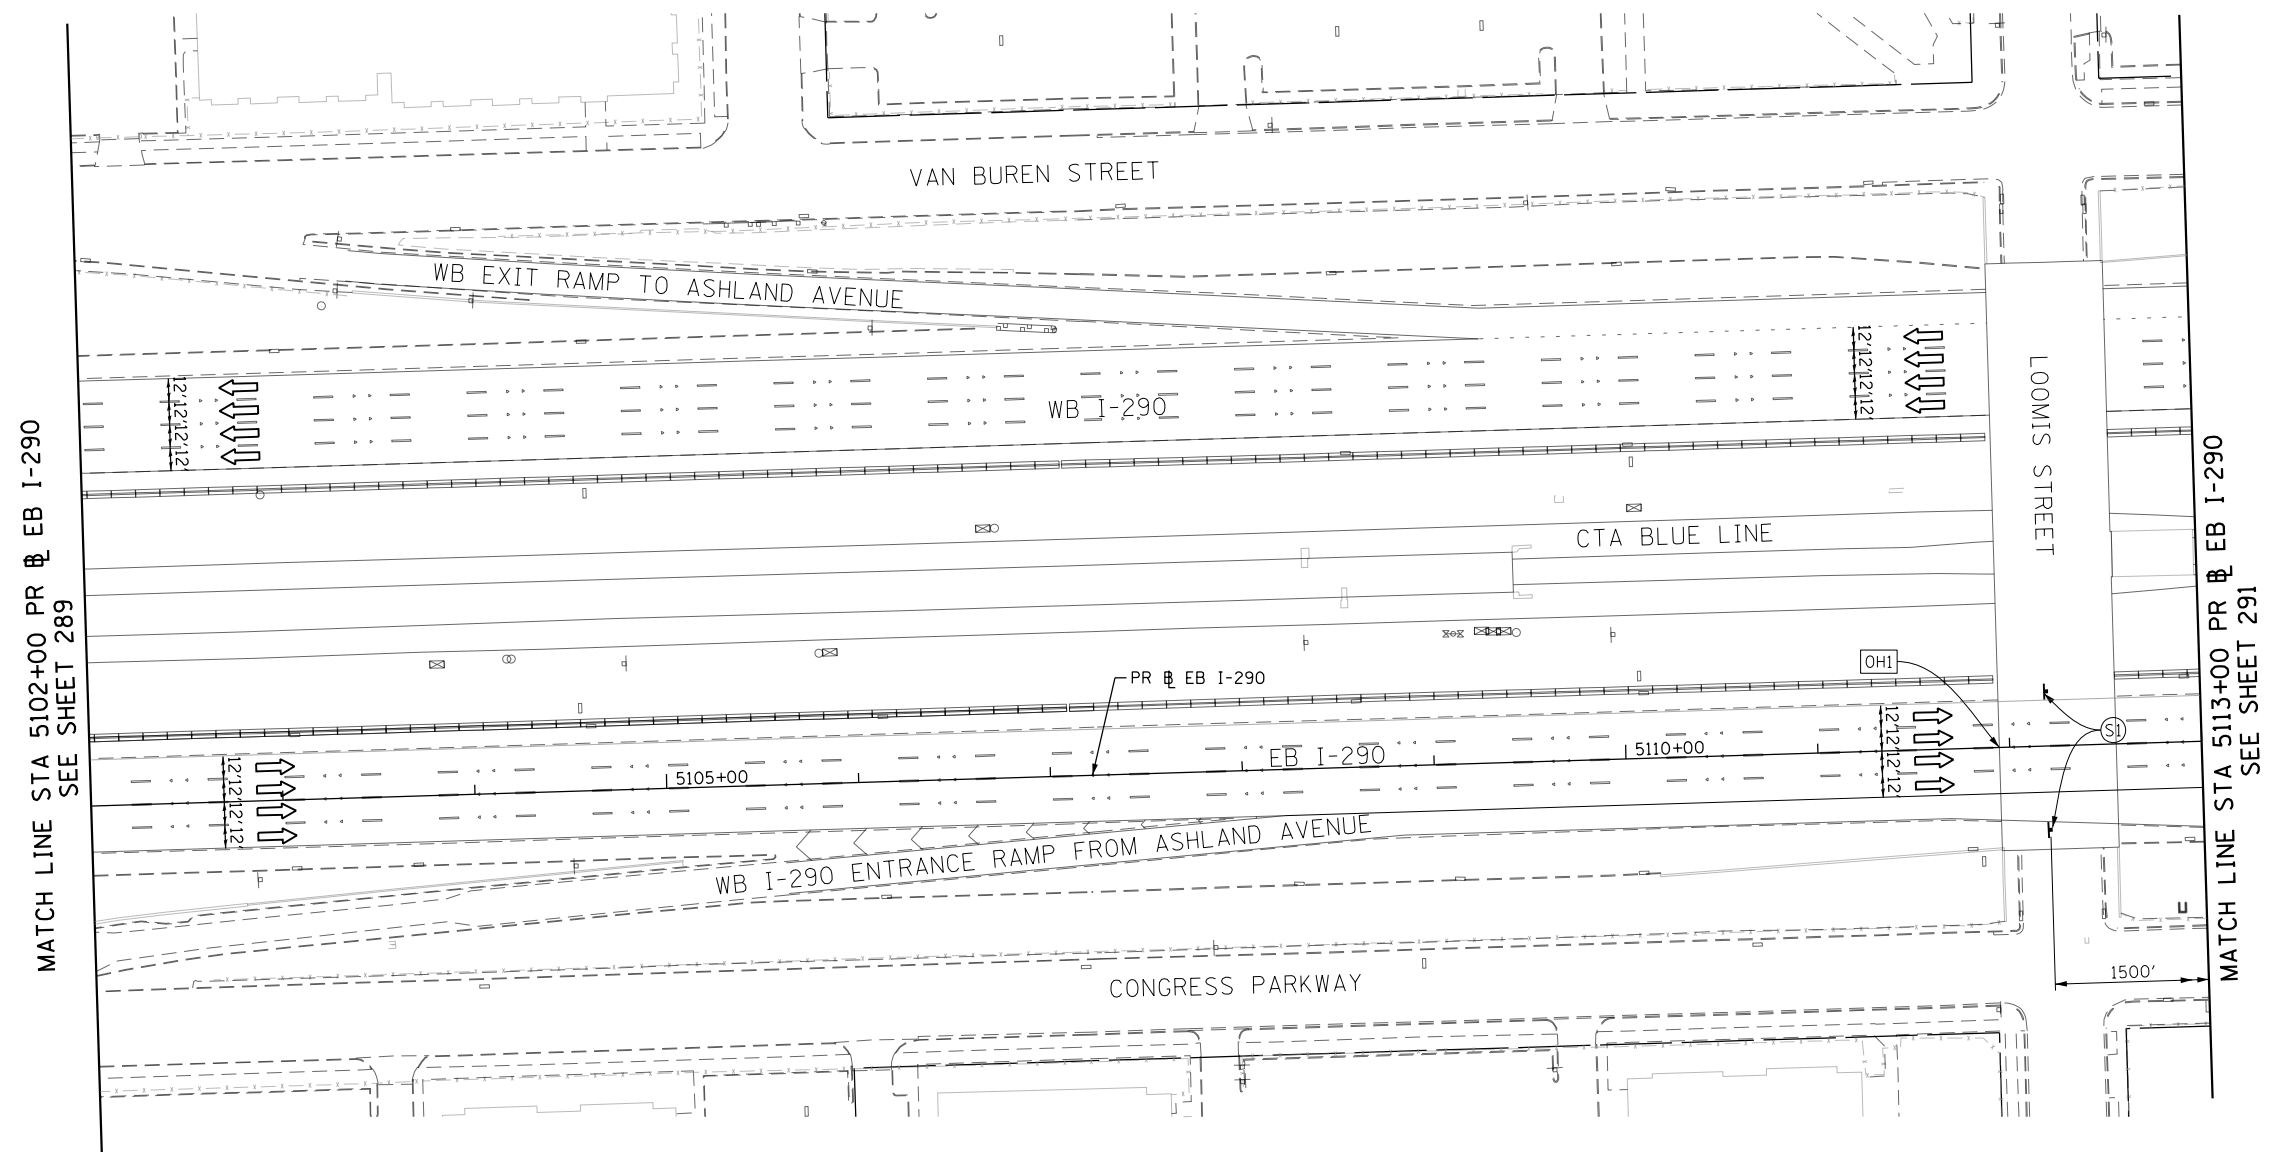 VAN BUREN STREET
WB EXIT RAMP TO ASHLAND AVENUE
12' 12' 12' 12'
12' 12' 12' 12'
WB I-290
LOOMIS STREET
MATCH LINE STA 5102+00 PR BL EB I-290
SEE SHEET 289
MATCH LINE STA 5113+00 PR BL EB I-290
SEE SHEET 291
CTA BLUE LINE
OH1
PR BL EB I-290
S1
12' 12' 12' 12'
12' 12' 12' 12'
EB I-290
5110+00
5105+00
WB I-290 ENTRANCE RAMP FROM ASHLAND AVENUE
1500'
CONGRESS PARKWAY